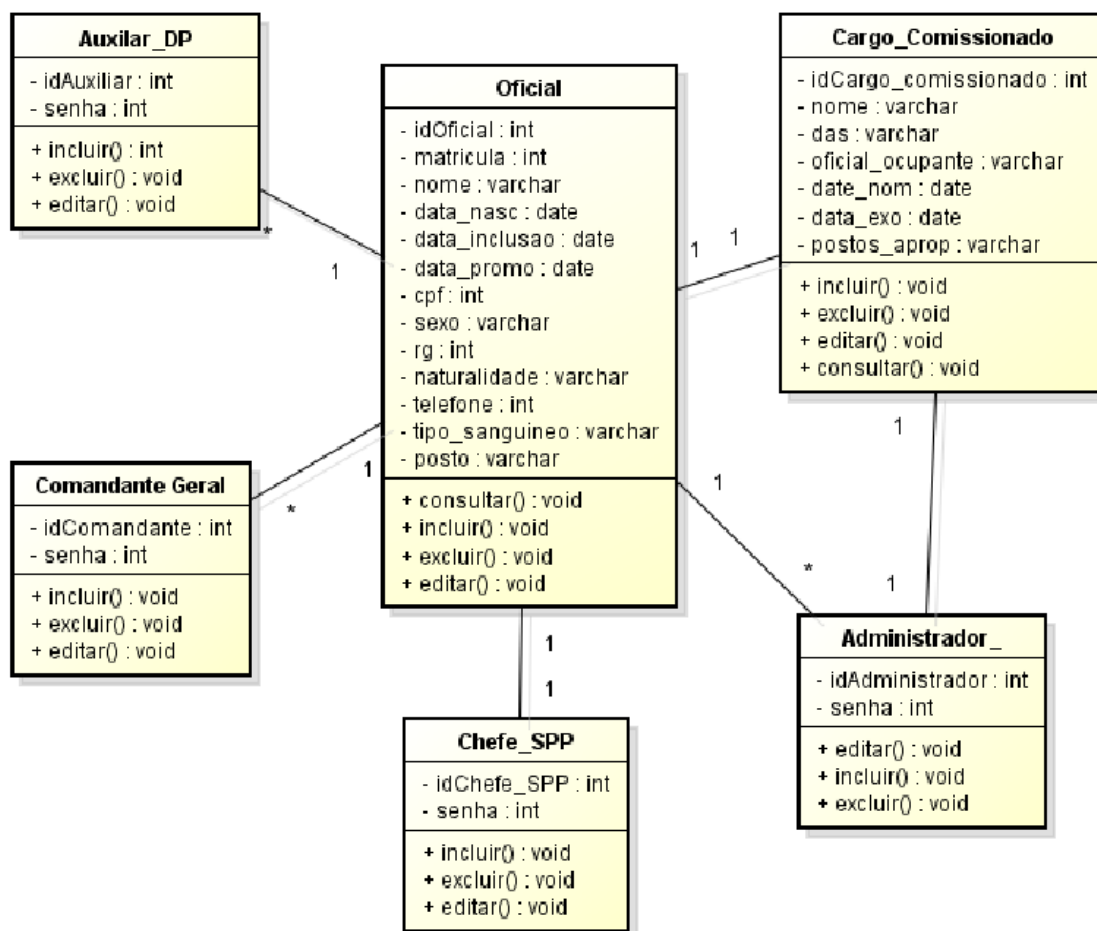 Auxilar_DP
- idAuxiliar : int
- senha : int
+ incluir() : int
+ excluir() : void
+ editar() : void
*
1
Oficial
- idOficial : int
- matricula : int
- nome : varchar
- data_nasc : date
- data_inclusao : date
- data_promo : date
- cpf : int
- sexo : varchar
- rg : int
- naturalidade : varchar
- telefone : int
- tipo_sanguineo : varchar
- posto : varchar
+ consultar() : void
+ incluir() : void
+ excluir() : void
+ editar() : void
Cargo_Comissionado
- idCargo_comissionado : int
- nome : varchar
- das : varchar
- oficial_ocupante : varchar
- date_nom : date
- data_exo : date
- postos_aprop : varchar
+ incluir() : void
+ excluir() : void
+ editar() : void
+ consultar() : void
1
1
1
1
Comandante Geral
- idComandante : int
- senha : int
+ incluir() : void
+ excluir() : void
+ editar() : void
1
*
1
*
Administrador_
- idAdministrador : int
- senha : int
+ editar() : void
+ incluir() : void
+ excluir() : void
1
1
Chefe_SPP
- idChefe_SPP : int
- senha : int
+ incluir() : void
+ excluir() : void
+ editar() : void